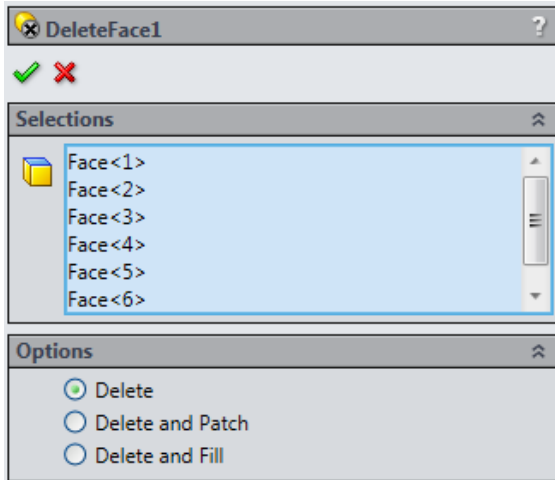 DeleteFace1 ?
Selections
Face<1>
Face<2>
Face<3>
Face<4>
Face<5>
Face<6>
Options
Delete
Delete and Patch
Delete and Fill